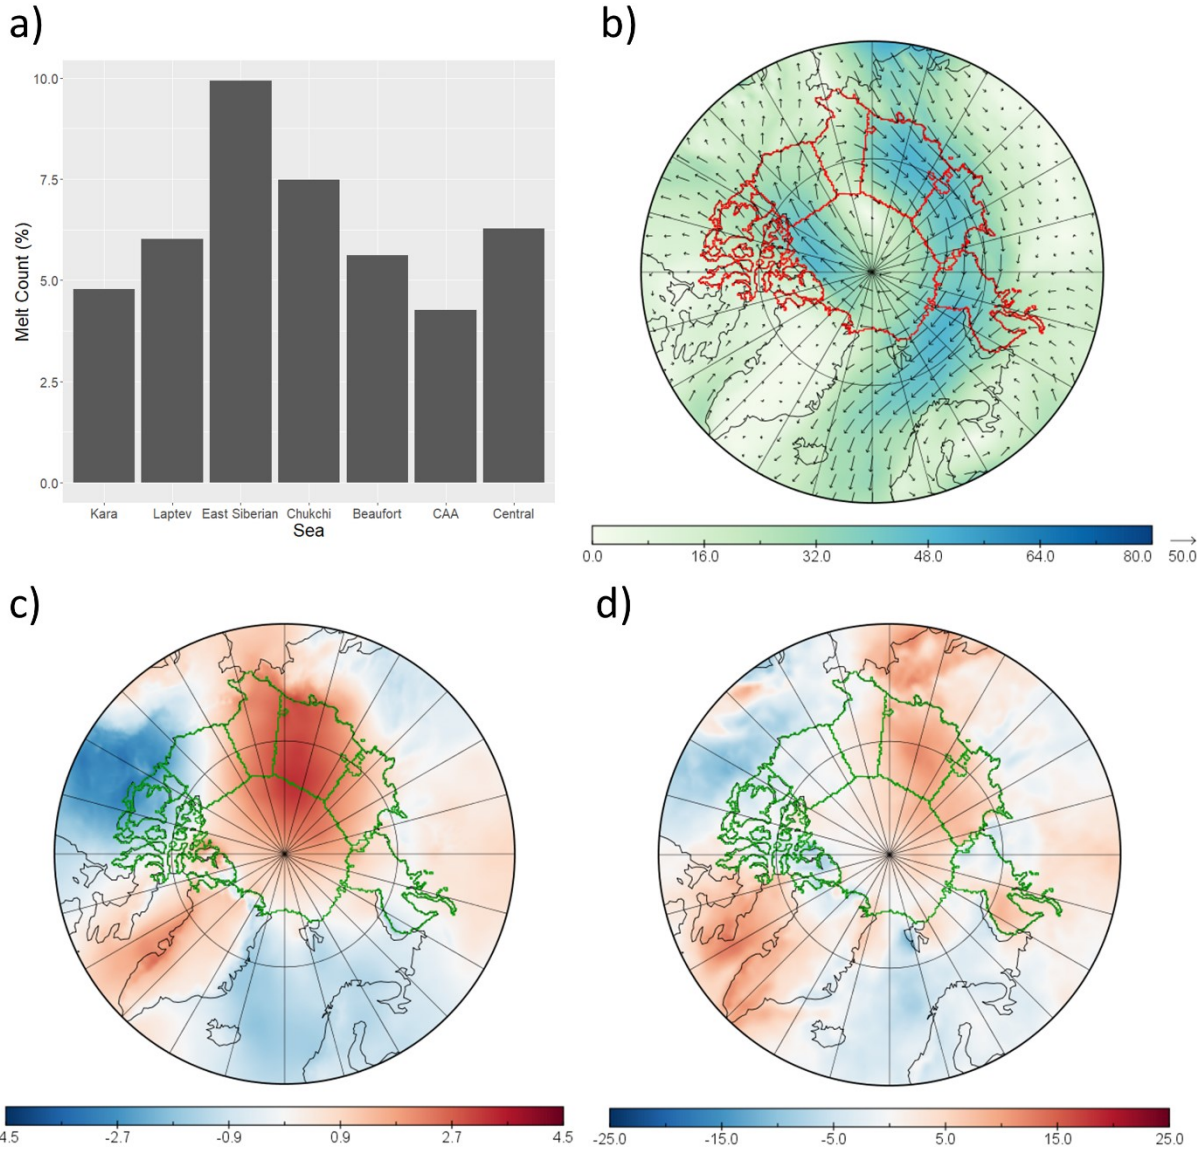 a)
10.0
7.5
5.0
2.5
0.0
Melt Count (%)
Kara Laptev East Siberian Chukchi Beaufort CAA Central
Sea
b)
0.0 16.0 32.0 48.0 64.0 80.0 50.0
c)
4.5 -2.7 -0.9 0.9 2.7 4.5
d)
-25.0 -15.0 -5.0 5.0 15.0 25.0